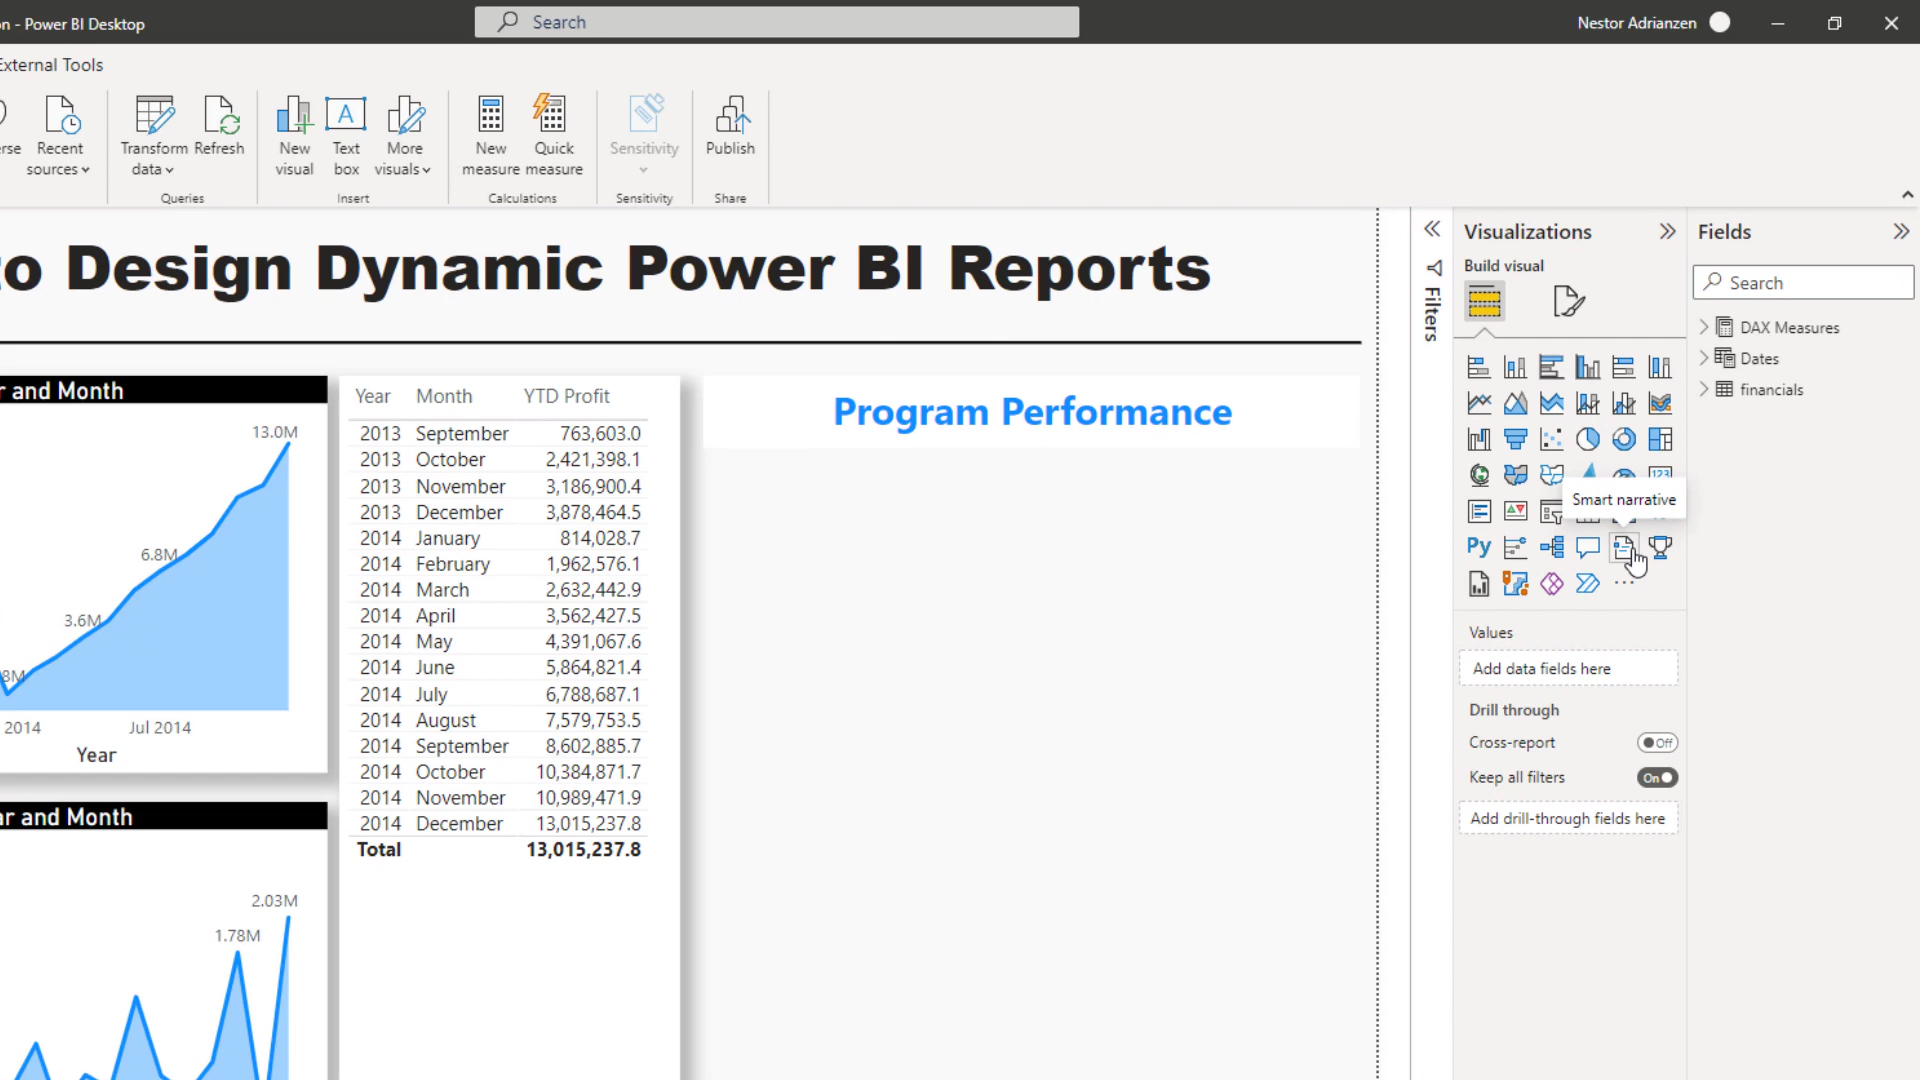 on - Power BI Desktop
Search
Nestor Adrianzen
External Tools
erse
Recent
sources
Transform
data
Refresh
Queries
New
visual
Text
box
More
visuals
Insert
New
measure
Quick
measure
Calculations
Sensitivity
Sensitivity
Publish
Share
to Design Dynamic Power BI Reports
ar and Month
13.0M
6.8M
3.6M
8M
2014 Jul 2014
Year
Year Month YTD Profit
2013 September 763,603.0
2013 October 2,421,398.1
2013 November 3,186,900.4
2013 December 3,878,464.5
2014 January 814,028.7
2014 February 1,962,576.1
2014 March 2,632,442.9
2014 April 3,562,427.5
2014 May 4,391,067.6
2014 June 5,864,821.4
2014 July 6,788,687.1
2014 August 7,579,753.5
2014 September 8,602,885.7
2014 October 10,384,871.7
2014 November 10,989,471.9
2014 December 13,015,237.8
Total 13,015,237.8
ar and Month
2.03M
1.78M
Program Performance
Filters
Visualizations
Build visual
123
Smart narrative
Py
Values
Add data fields here
Drill through
Cross-report Off
Keep all filters On
Add drill-through fields here
Fields
Search
DAX Measures
Dates
financials